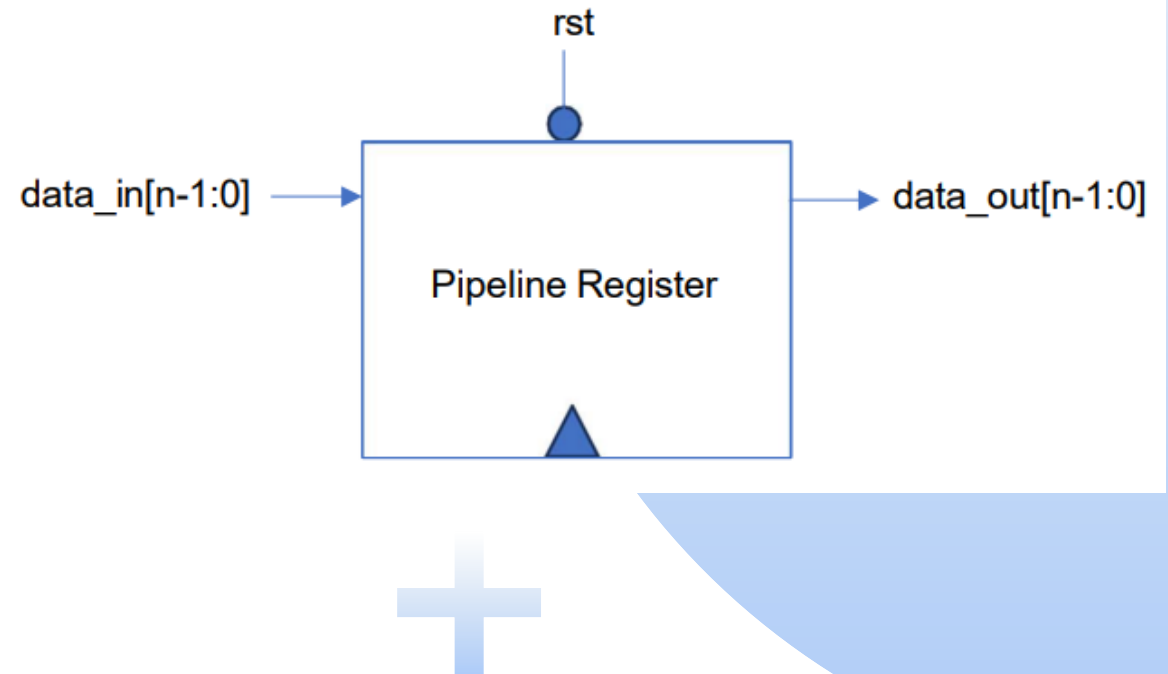 rst
data_in[n-1:0]
data_out[n-1:0]
Pipeline Register